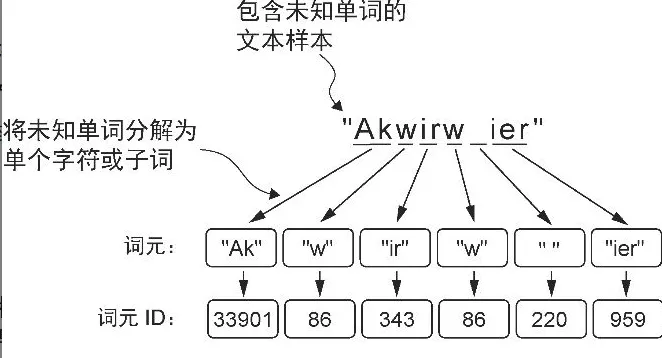 包含未知单词的
文本样本
"Akwirw ier"
将未知单词分解为
单个字符或子词
词元： "Ak" "w" "ir" "w" " " "ier"
词元 ID： 33901 86 343 86 220 959